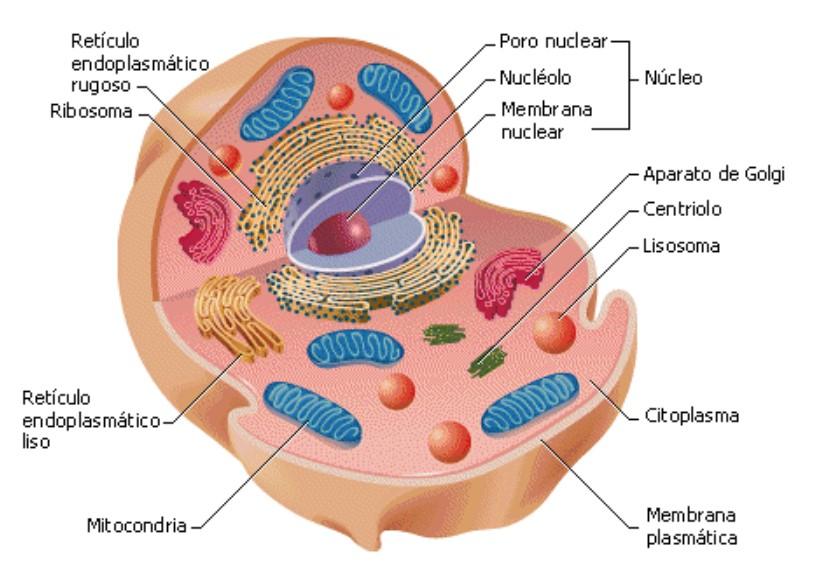 Retículo
endoplasmático
rugoso
Ribosoma
Poro nuclear
Nucléolo
Membrana
nuclear
Núcleo
Aparato de Golgi
Centriolo
Lisosoma
Retículo
endoplasmático
liso
Citoplasma
Mitocondria
Membrana
plasmática